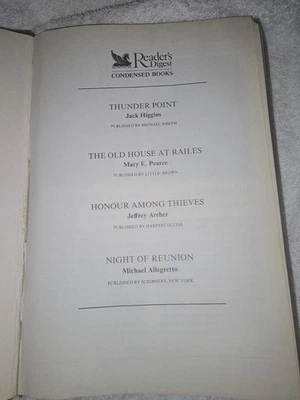 Reader's
Digest
CONDENSED BOOKS
THUNDER POINT
Jack Higgins
PUBLISHED BY MICHAEL JOSEPH
THE OLD HOUSE AT RAILES
Mary E. Pearce
PUBLISHED BY LITTLE, BROWN
HONOUR AMONG THIEVES
Jeffrey Archer
PUBLISHED BY HARPERCOLLINS
NIGHT OF REUNION
Michael Allegretto
PUBLISHED BY SCRIBNERS, NEW YORK